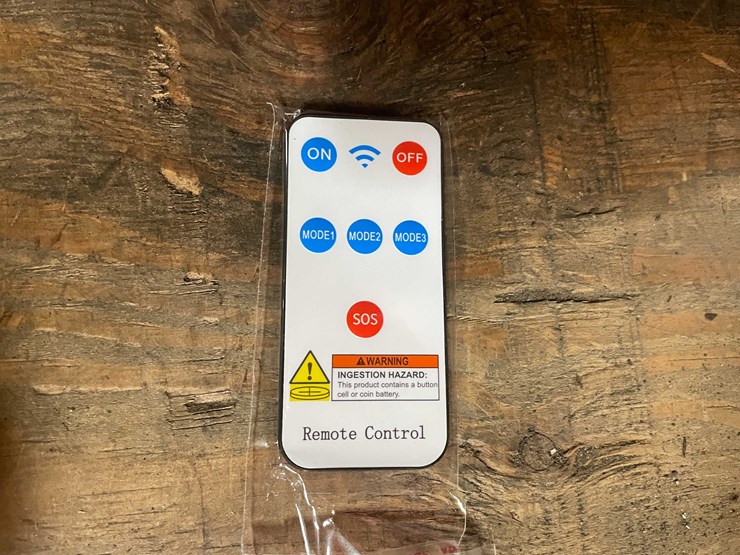 ON OFF
MODE1 MODE2 MODE3
SOS
WARNING
INGESTION HAZARD:
This product contains a button
cell or coin battery.
Remote Control